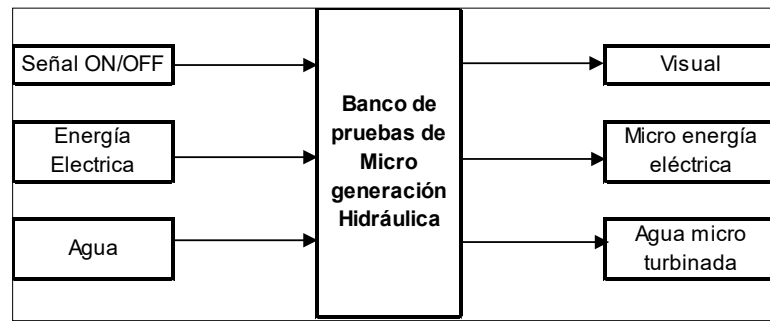 Señal ON/OFF
Energía
Electrica
Agua
Banco de
pruebas de
Micro
generación
Hidráulica
Visual
Micro energía
eléctrica
Agua micro
turbinada